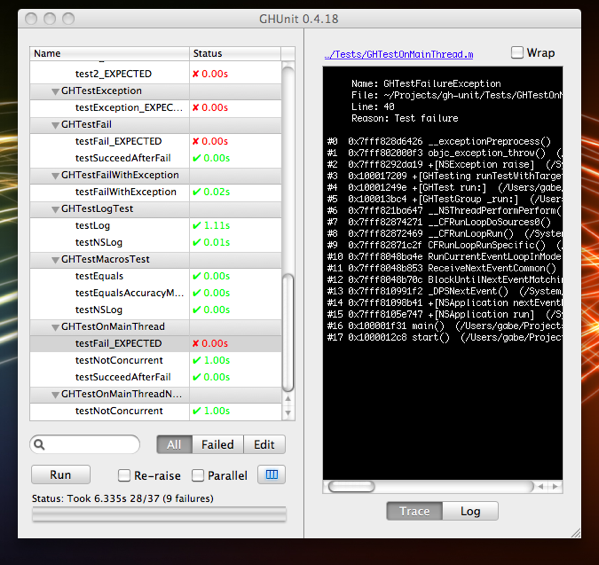 GHUnit 0.4.18
Name Status
test2_EXPECTED ✘ 0.00s
GHTestException
testException_EXPEC... ✘ 0.00s
GHTestFail
testFail_EXPECTED ✘ 0.00s
testSucceedAfterFail ✔ 0.00s
GHTestFailWithException
testFailWithException ✔ 0.02s
GHTestLogTest
testLog ✔ 1.11s
testNSLog ✔ 0.01s
GHTestMacrosTest
testEquals ✔ 0.00s
testEqualsAccuracyM... ✔ 0.00s
testNSLog ✔ 0.00s
GHTestOnMainThread
testFail_EXPECTED ✘ 0.00s
testNotConcurrent ✔ 1.00s
testSucceedAfterFail ✔ 0.00s
GHTestOnMainThreadN...
testNotConcurrent ✔ 1.00s
All Failed Edit
Run Re-raise Parallel
Status: Took 6.335s 28/37 (9 failures)
../Tests/GHTestOnMainThread.m Wrap
Name: GHTestFailureException
File: ~/Projects/gh-unit/Tests/GHTestOnM
Line: 40
Reason: Test failure
#0 0x7fff828d6426 __exceptionPreprocess()
#1 0x7fff802000f3 objc_exception_throw() (/
#2 0x7fff8292da19 +[NSException raise] (/Sy
#3 0x100017209 +[GHTesting runTestWithTarget
#4 0x10001249e [GHTest run:] (/Users/gabe/
#5 0x100013bc4 +[GHTestGroup _run:] (/Users
#6 0x7fff821ba647 __NSThreadPerformPerform()
#7 0x7fff82874271 __CFRunLoopDoSources0()
#8 0x7fff82872469 __CFRunLoopRun() (/System
#9 0x7fff82871c2f CFRunLoopRunSpecific() (/
#10 0x7fff8048ba4e RunCurrentEventLoopInMode
#11 0x7fff8048b853 ReceiveNextEventCommon()
#12 0x7fff8048b70c BlockUntilNextEventMatchin
#13 0x7fff810991f2 _DPSNextEvent() (/System/
#14 0x7fff81098b41 +[NSApplication nextEvent
#15 0x7fff8105e747 +[NSApplication run] (/S
#16 0x100001f31 main() (/Users/gabe/Project
#17 0x1000012c8 start() (/Users/gabe/Project
Trace Log